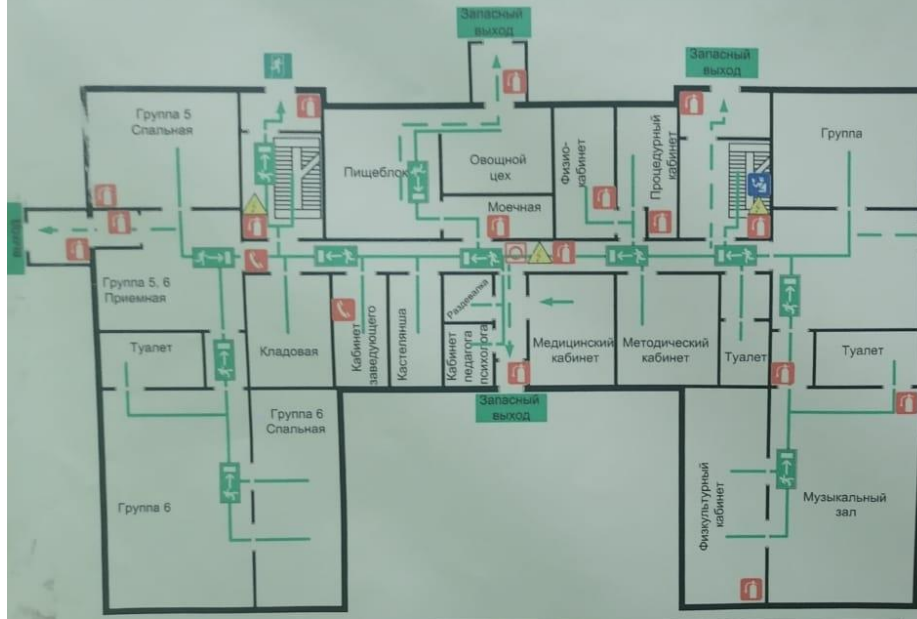 Запасный
выход
Запасный
выход
Группа 5
Спальная
Пищеблок
Овощной
цех
Моечная
Физио-
кабинет
Процедурный
кабинет
Группа
выход
Группа 5, 6
Приемная
Туалет
Кладовая
Кабинет
заведующего
Кастелянша
Раздевалка
Кабинет
педагога
психолога
Медицинский
кабинет
Методический
кабинет
Туалет
Туалет
Запасный
выход
Группа 6
Спальная
Группа 6
Физкультурный
кабинет
Музыкальный
зал